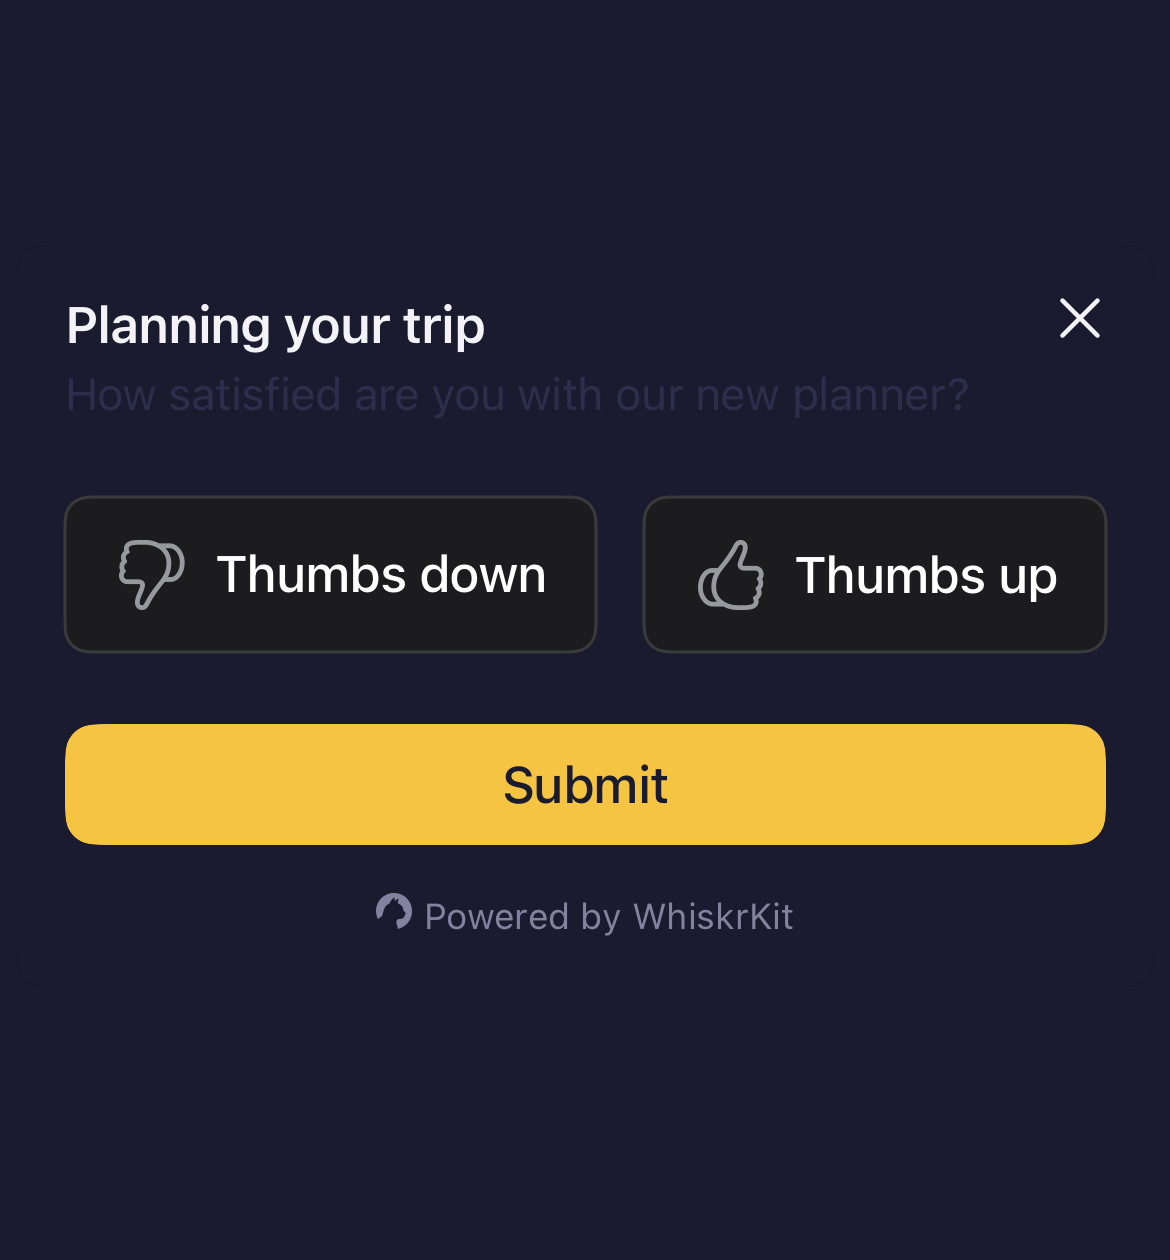 Planning your trip
How satisfied are you with our new planner?
Thumbs down
Thumbs up
Submit
Powered by WhiskrKit